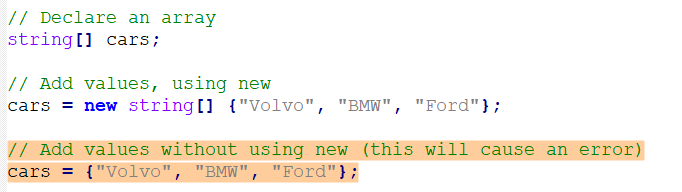 // Declare an array
string[] cars;
// Add values, using new
cars = new string[] {"Volvo", "BMW", "Ford"};
// Add values without using new (this will cause an error)
cars = {"Volvo", "BMW", "Ford"};